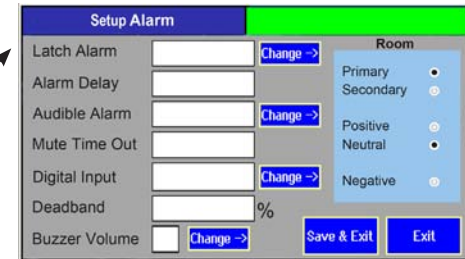 Setup Alarm
Latch Alarm Change ->
Alarm Delay
Audible Alarm Change ->
Mute Time Out
Digital Input Change ->
Deadband %
Buzzer Volume Change ->
Room
Primary
Secondary
Positive
Neutral
Negative
Save & Exit Exit